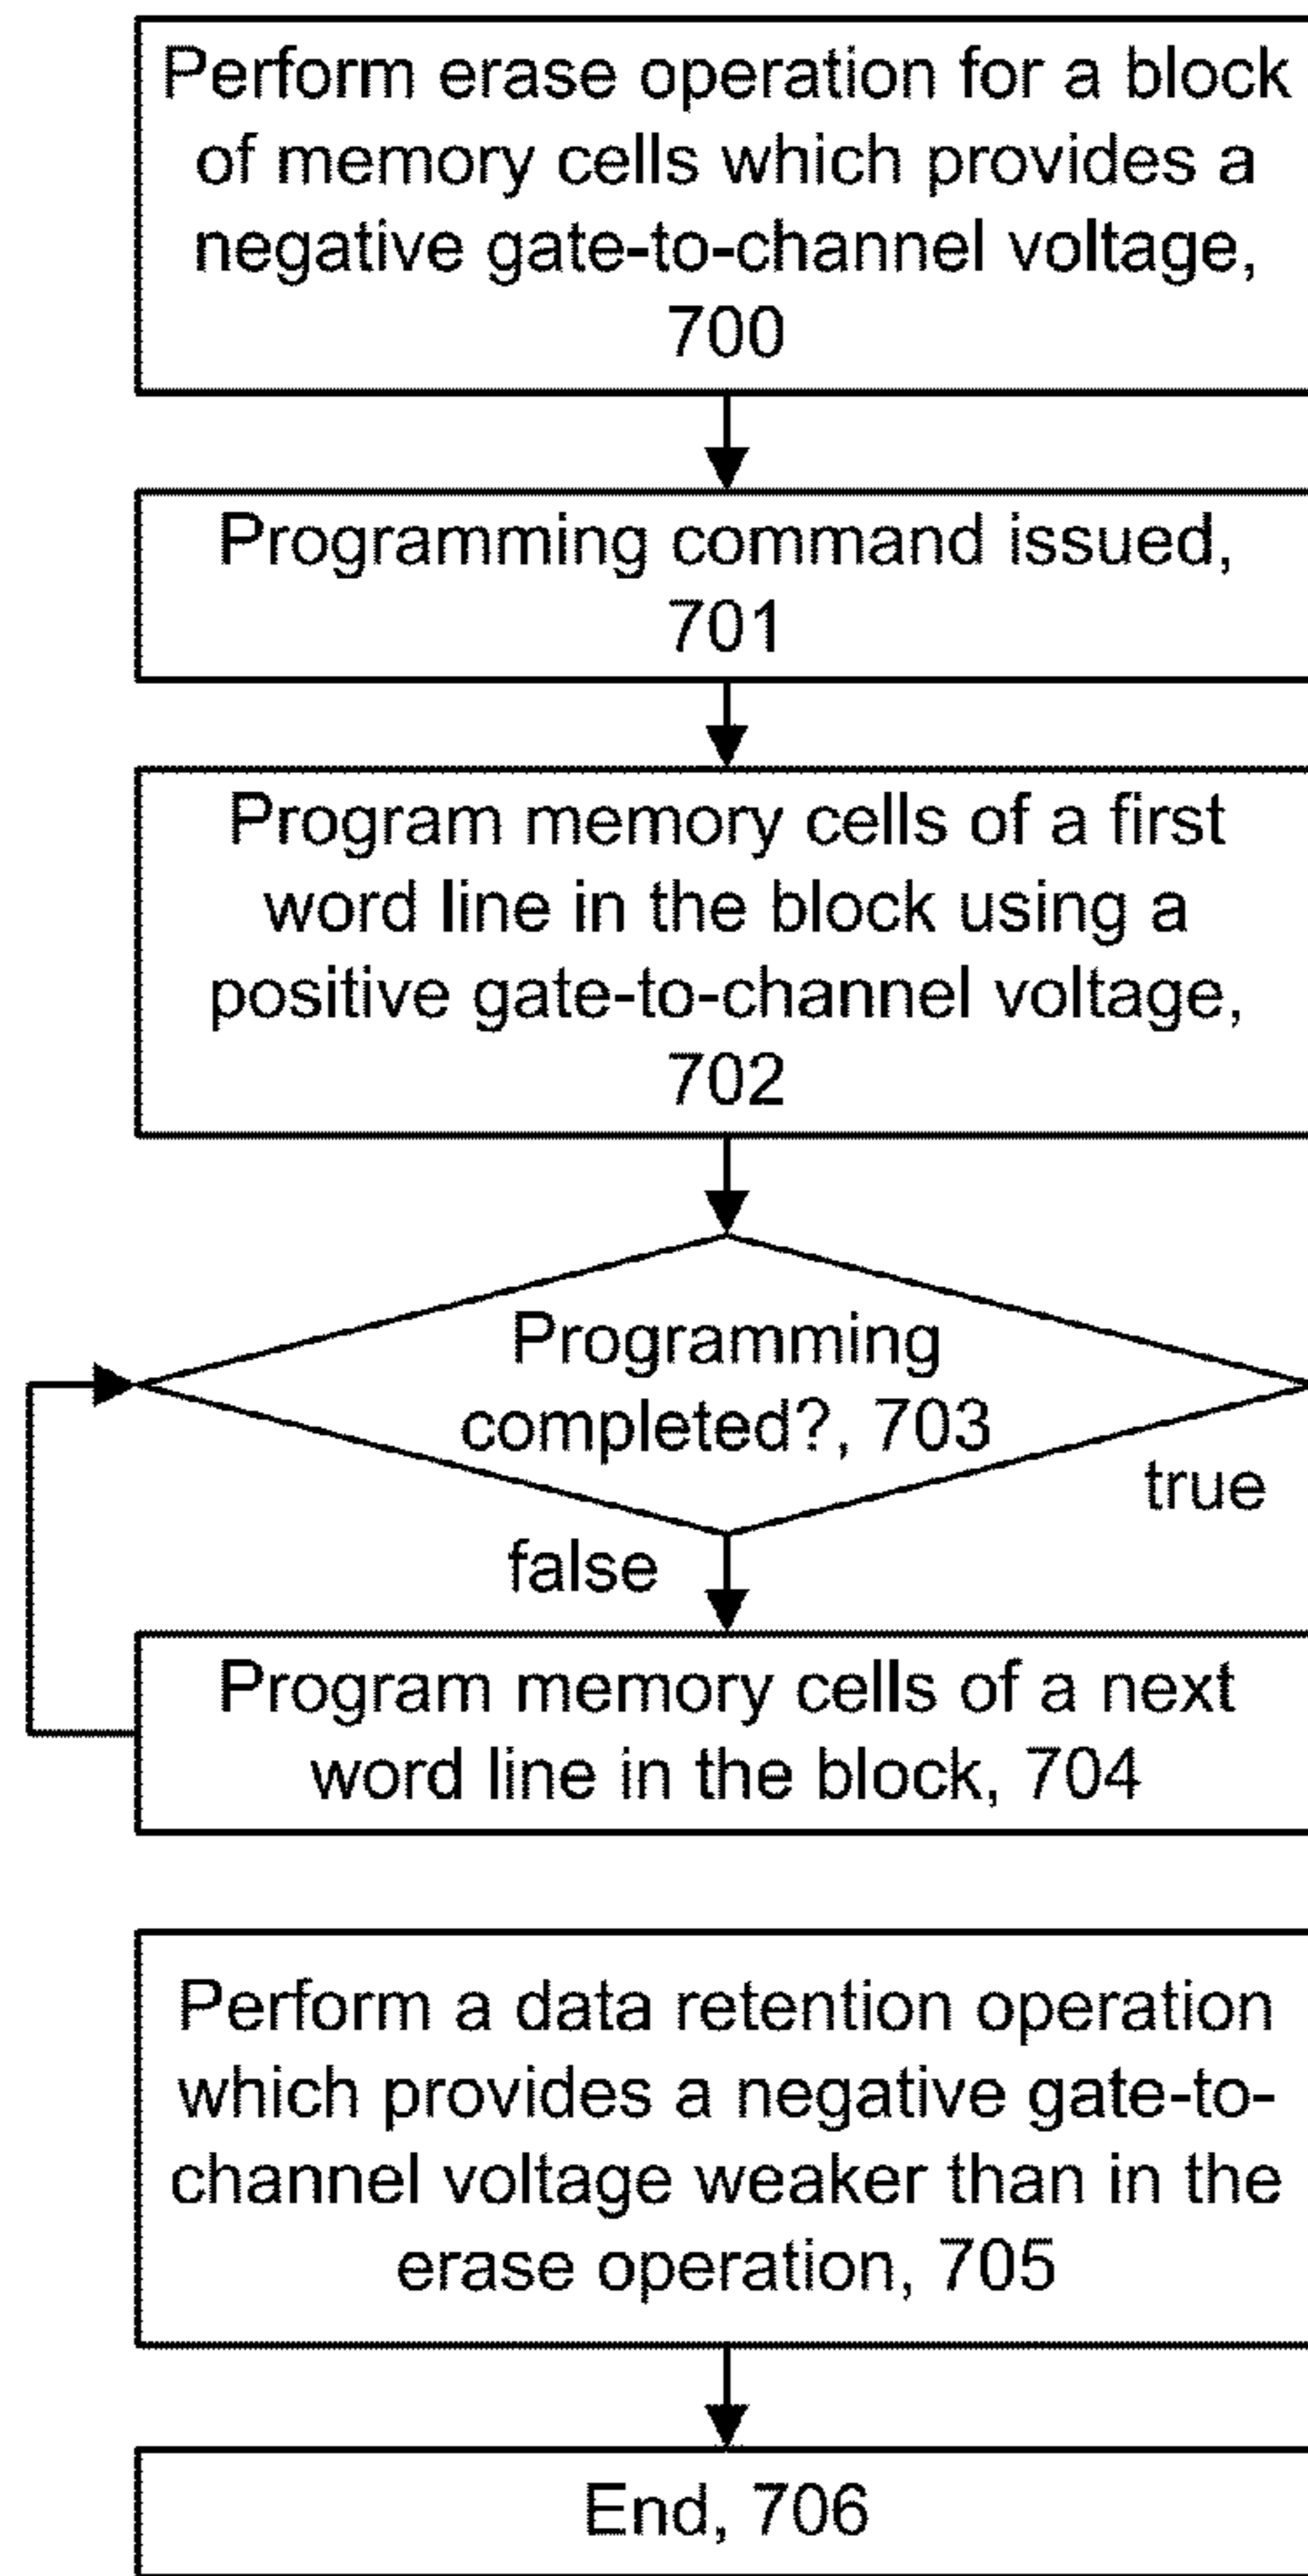 Perform erase operation for a block
of memory cells which provides a
negative gate-to-channel voltage,
700
Programming command issued,
701
Program memory cells of a first
word line in the block using a
positive gate-to-channel voltage,
702
Programming
completed?, 703
true
false
Program memory cells of a next
word line in the block, 704
Perform a data retention operation
which provides a negative gate-to-
channel voltage weaker than in the
erase operation, 705
End, 706